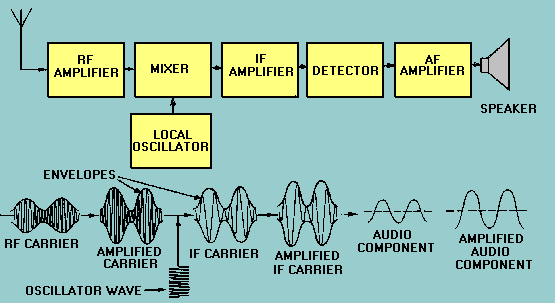 RF
AMPLIFIER
MIXER
IF
AMPLIFIER
DETECTOR
AF
AMPLIFIER
SPEAKER
LOCAL
OSCILLATOR
ENVELOPES
RF CARRIER
AMPLIFIED
CARRIER
IF CARRIER
AMPLIFIED
IF CARRIER
AUDIO
COMPONENT
AMPLIFIED
AUDIO
COMPONENT
OSCILLATOR WAVE